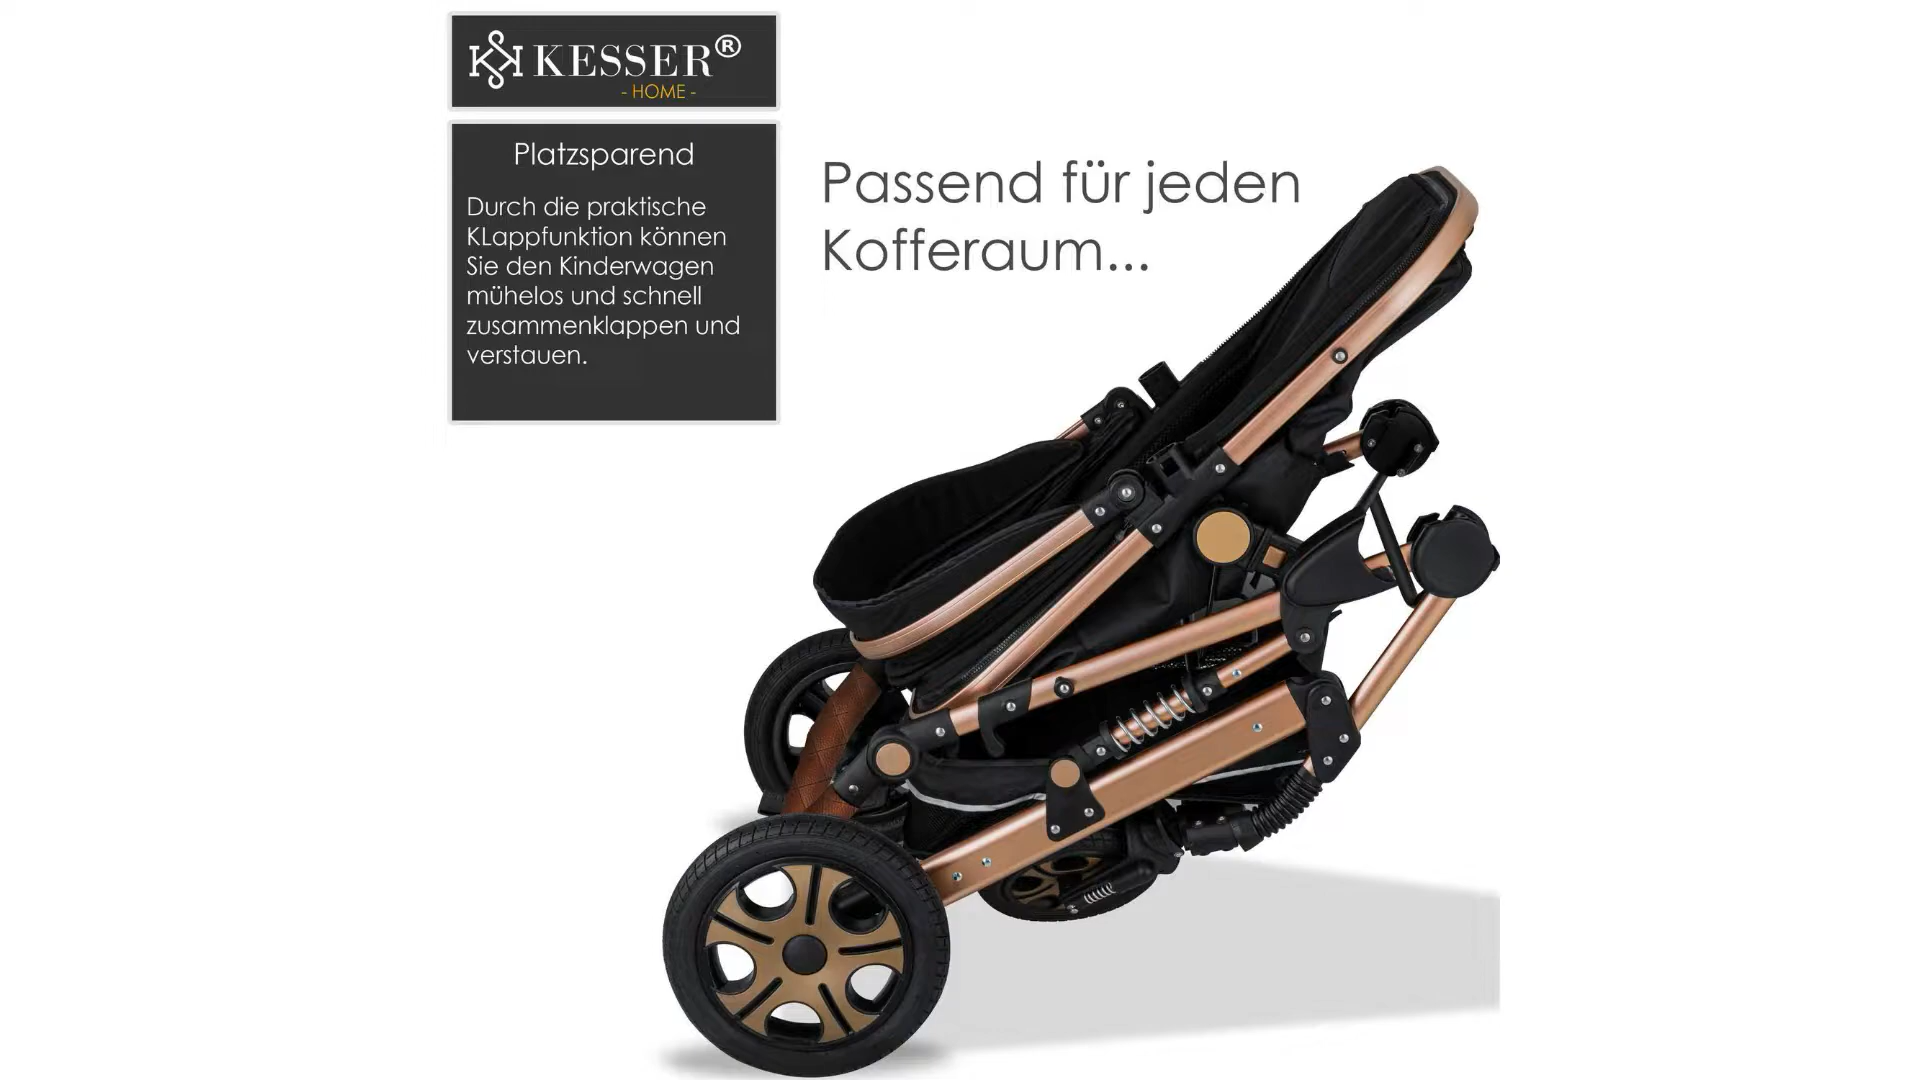 KESSER®
- HOME -
Platzsparend
Durch die praktische
KLappfunktion können
Sie den Kinderwagen
mühelos und schnell
zusammenklappen und
verstauen.
Passend für jeden
Kofferaum...